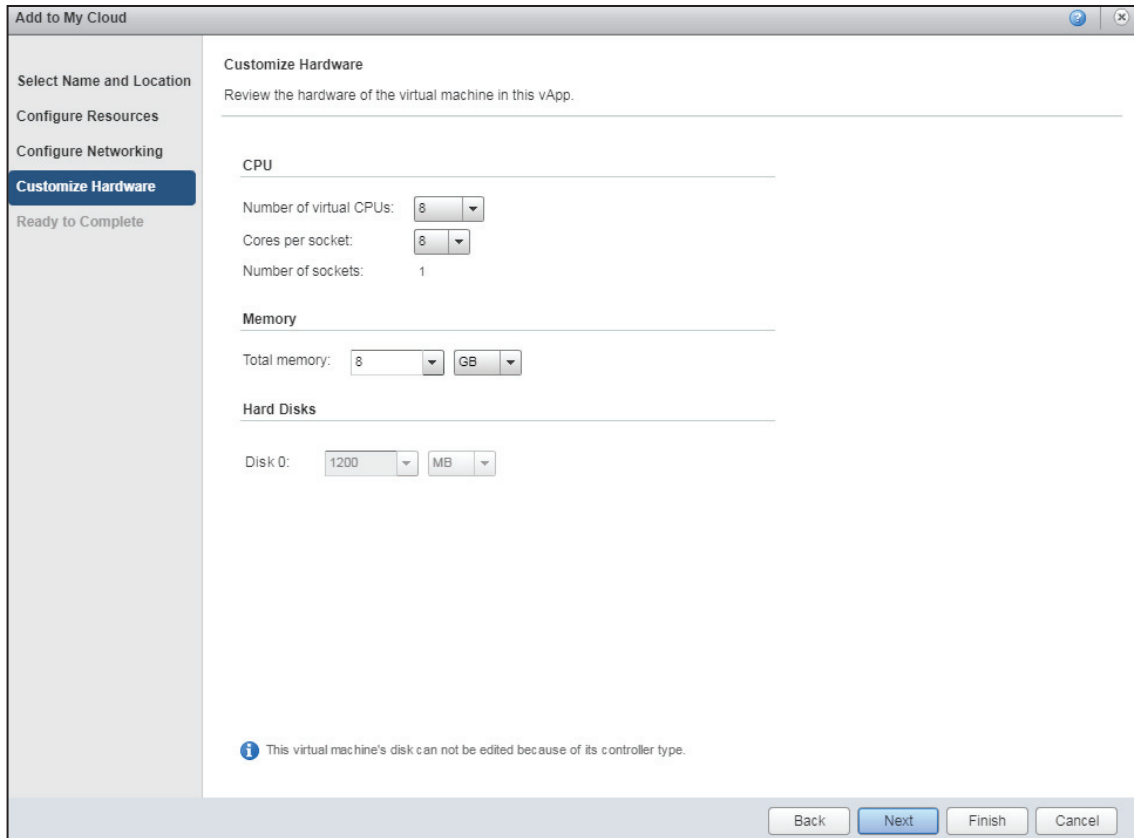 Add to My Cloud
Select Name and Location
Configure Resources
Configure Networking
Customize Hardware
Ready to Complete
Customize Hardware
Review the hardware of the virtual machine in this vApp.
CPU
Number of virtual CPUs: 8
Cores per socket: 8
Number of sockets: 1
Memory
Total memory: 8 GB
Hard Disks
Disk 0: 1200 MB
This virtual machine's disk can not be edited because of its controller type.
Back Next Finish Cancel